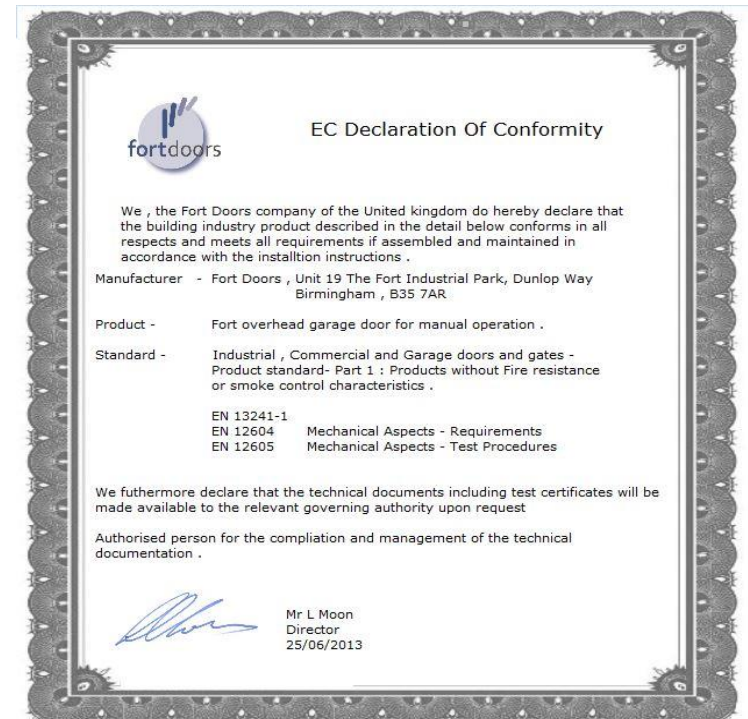 fortdoors
EC Declaration Of Conformity
We , the Fort Doors company of the United kingdom do hereby declare that
the building industry product described in the detail below conforms in all
respects and meets all requirements if assembled and maintained in
accordance with the installtion instructions .
Manufacturer - Fort Doors , Unit 19 The Fort Industrial Park, Dunlop Way
Birmingham , B35 7AR
Product - Fort overhead garage door for manual operation .
Standard - Industrial , Commercial and Garage doors and gates -
Product standard- Part 1 : Products without Fire resistance
or smoke control characteristics .
EN 13241-1
EN 12604 Mechanical Aspects - Requirements
EN 12605 Mechanical Aspects - Test Procedures
We futhermore declare that the technical documents including test certificates will be
made available to the relevant governing authority upon request
Authorised person for the compliation and management of the technical
documentation .
Mr L Moon
Director
25/06/2013